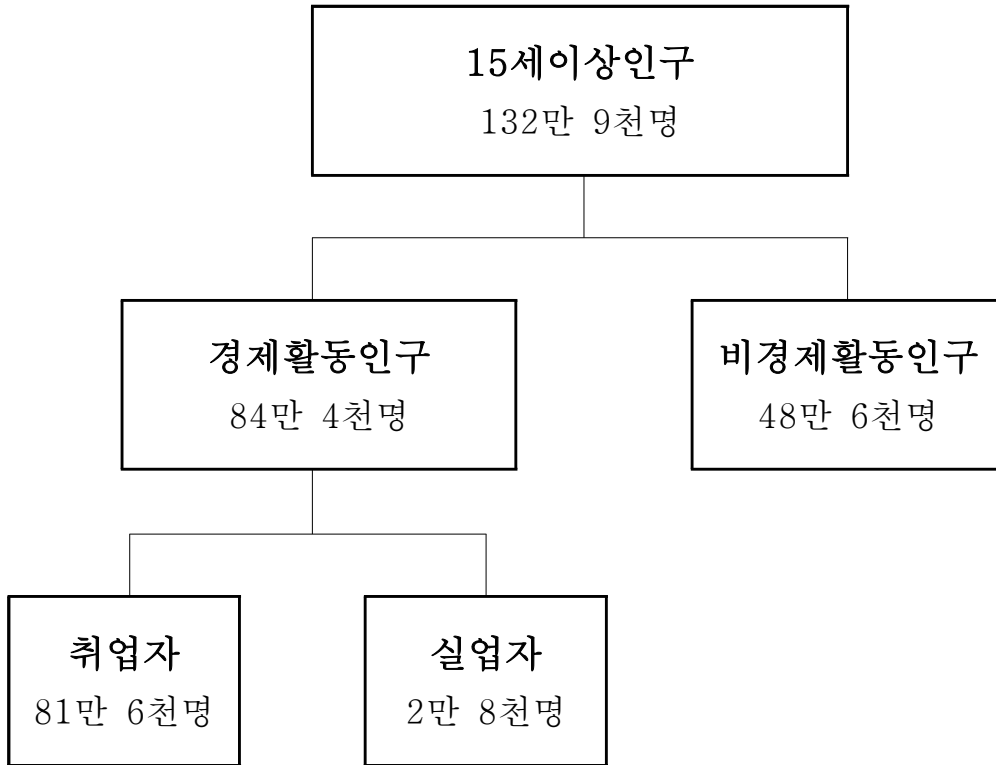 15세이상인구
132만 9천명
경제활동인구
84만 4천명
비경제활동인구
48만 6천명
취업자
81만 6천명
실업자
2만 8천명